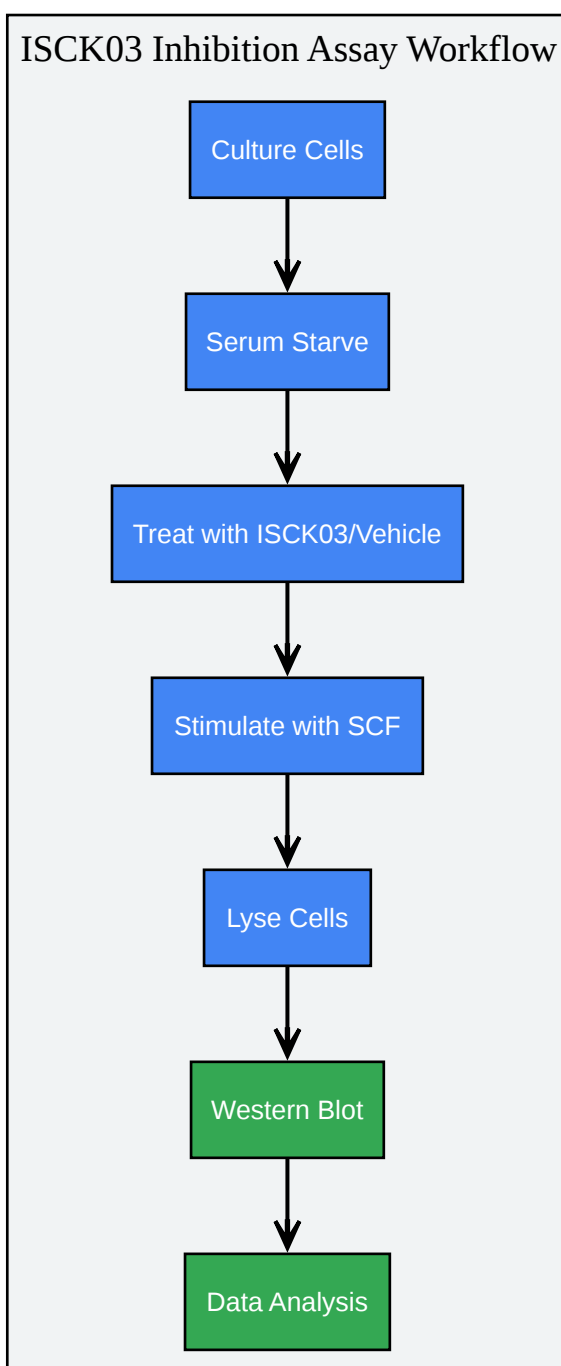 ISCK03 Inhibition Assay Workflow
Culture Cells
Serum Starve
Treat with ISCK03/Vehicle
Stimulate with SCF
Lyse Cells
Western Blot
Data Analysis